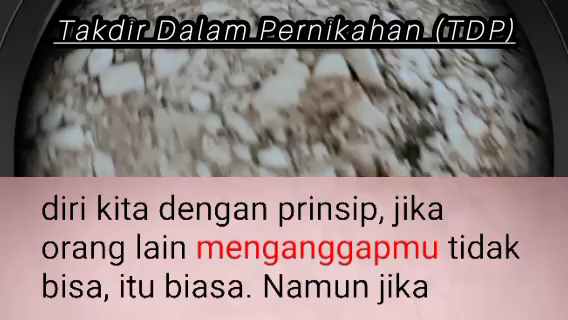 Takdir Dalam Pernikahan (TDP)
diri kita dengan prinsip, jika
orang lain menganggapmu tidak
bisa, itu biasa. Namun jika